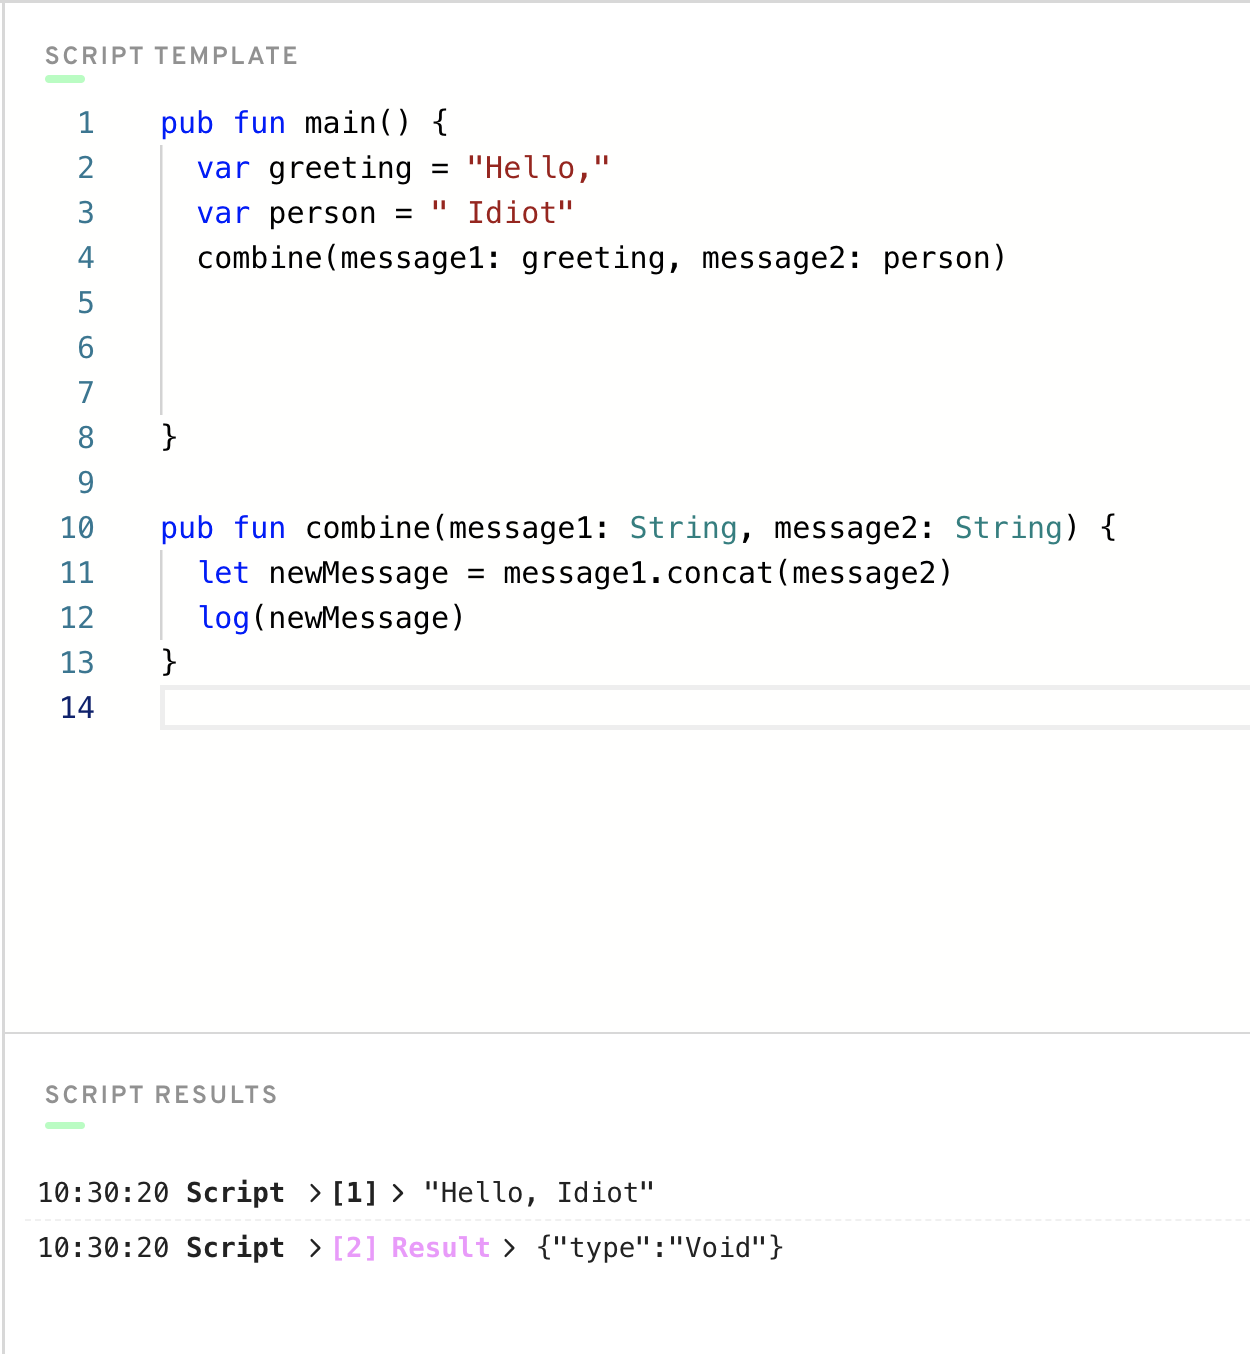 SCRIPT TEMPLATE
1 pub fun main() {
2 var greeting = "Hello,"
3 var person = " Idiot"
4 combine(message1: greeting, message2: person)
5
6
7
8 }
9
10 pub fun combine(message1: String, message2: String) {
11 let newMessage = message1.concat(message2)
12 log(newMessage)
13 }
14
SCRIPT RESULTS
10:30:20 Script >[1]> "Hello, Idiot"
10:30:20 Script >[2] Result > {"type":"Void"}